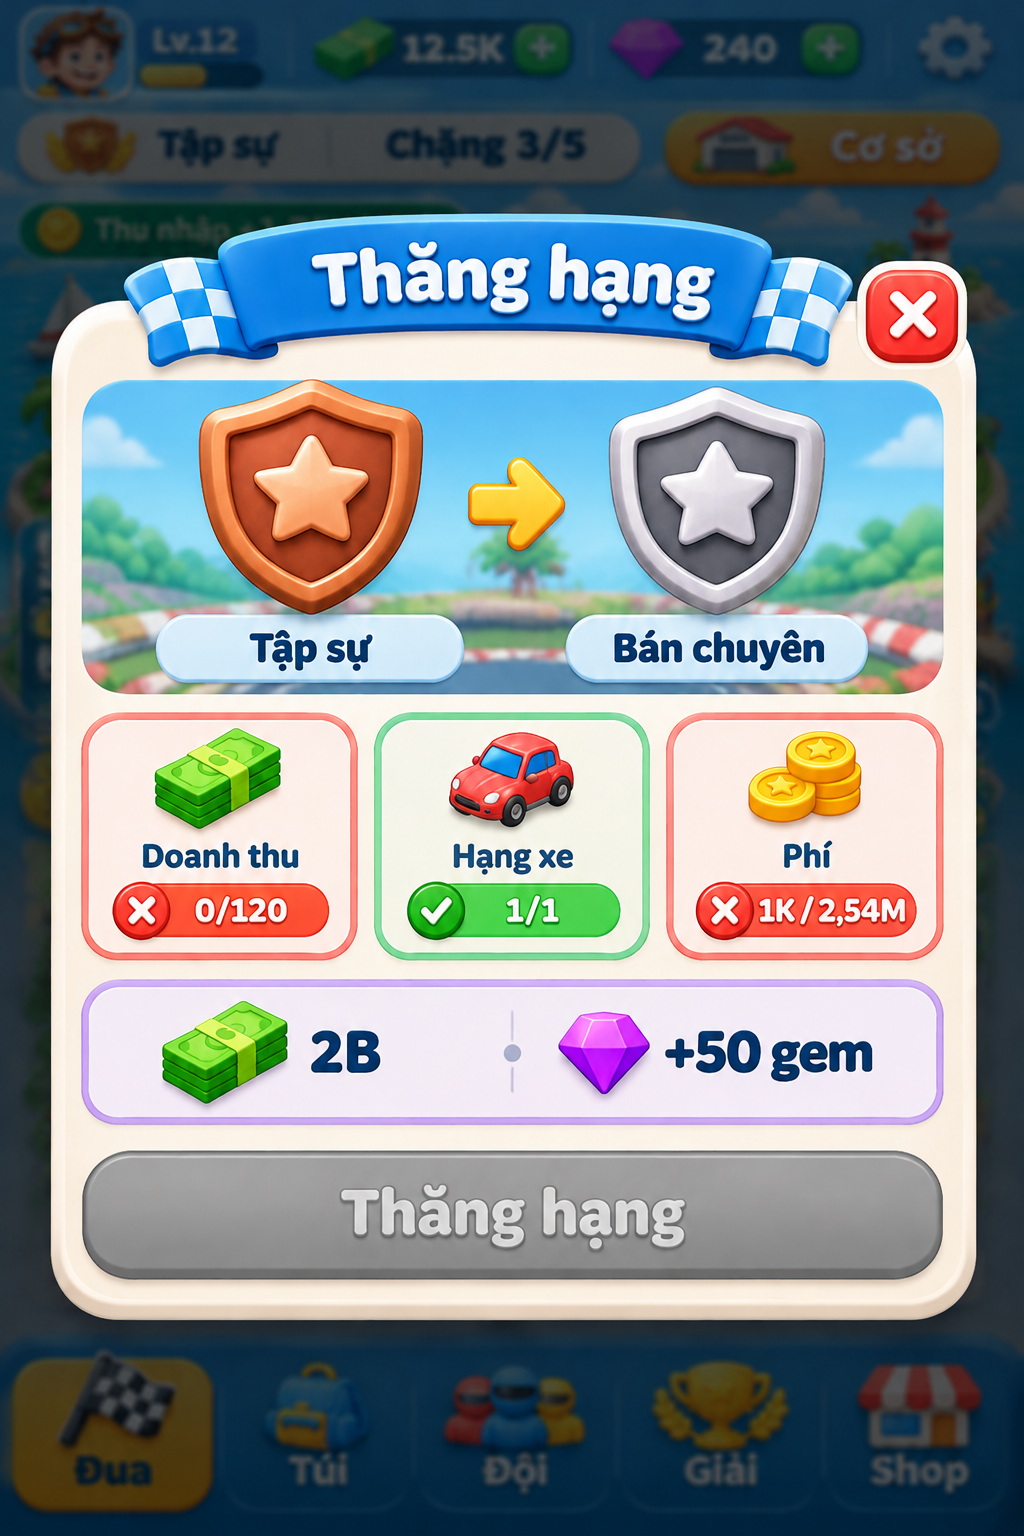 Lv.12
12.5K
240
Tập sự
Chặng 3/5
Cơ sở
Thu nhập
Thăng hạng
Tập sự
Bán chuyên
Doanh thu
Hạng xe
Phí
0/120
1/1
1K/2,54M
2B
+50 gem
Thăng hạng
Đua
Túi
Đội
Giải
Shop